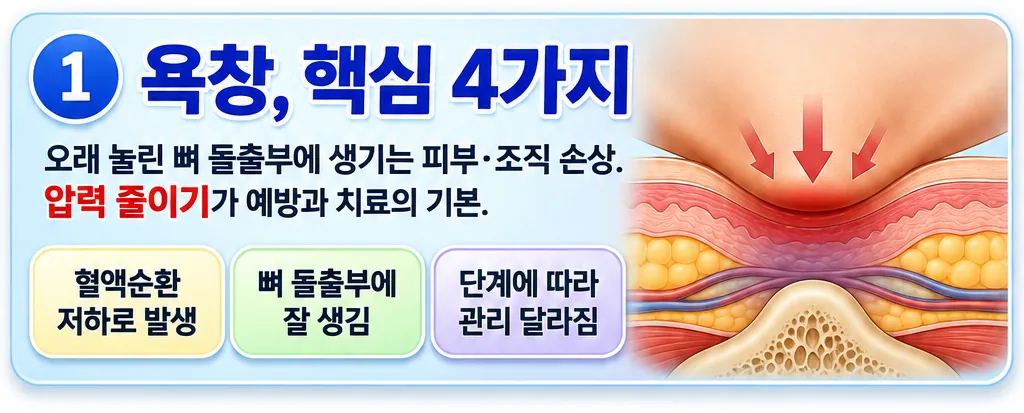 1 욕창, 핵심 4가지
오래 눌린 뼈 돌출부에 생기는 피부·조직 손상.
압력 줄이기가 예방과 치료의 기본.
혈액순환
저하로 발생
뼈 돌출부에
잘 생김
단계에 따라
관리 달라짐